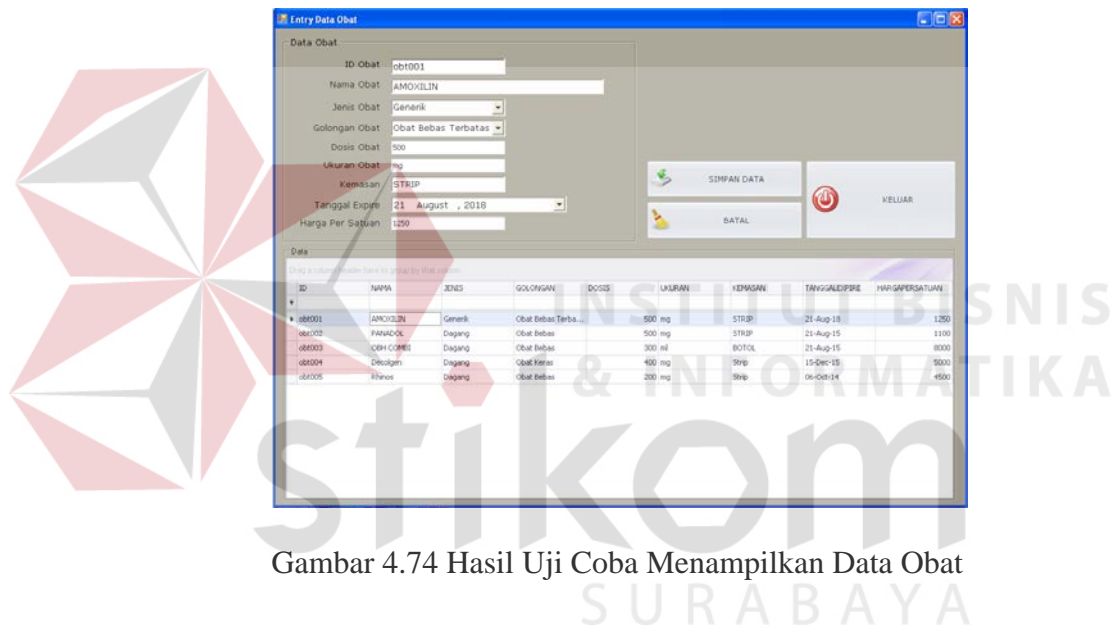 Entry Data Obat
Data Obat
ID Obat obt001
Nama Obat AMOXILIN
Jenis Obat Generik
Golongan Obat Obat Bebas Terbatas
Dosis Obat 500
Ukuran Obat mg
Kemasan STRIP
Tanggal Expire 21 August , 2018
Harga Per Satuan 1250
SIMPAN DATA
BATAL
KELUAR
Data
Drag a column header here to group by that column
ID NAMA JENIS GOLONGAN DOSIS UKURAN KEMASAN TANGGALEXPIRE HARGAPERSATUAN
obt001 AMOXILIN Generik Obat Bebas Terba... 500 mg STRIP 21-Aug-18 1250
obt002 PANADOL Dagang Obat Bebas 500 mg STRIP 21-Aug-15 1100
obt003 OBH COMBI Dagang Obat Bebas 300 ml BOTOL 21-Aug-15 8000
obt004 Decolgen Dagang Obat Keras 400 mg Strip 15-Dec-15 5000
obt005 Rhinos Dagang Obat Bebas 200 mg Strip 06-Oct-14 4500
INSTITUT BISNIS
& INFORMATIKA
stikom
SURABAYA
Gambar 4.74 Hasil Uji Coba Menampilkan Data Obat